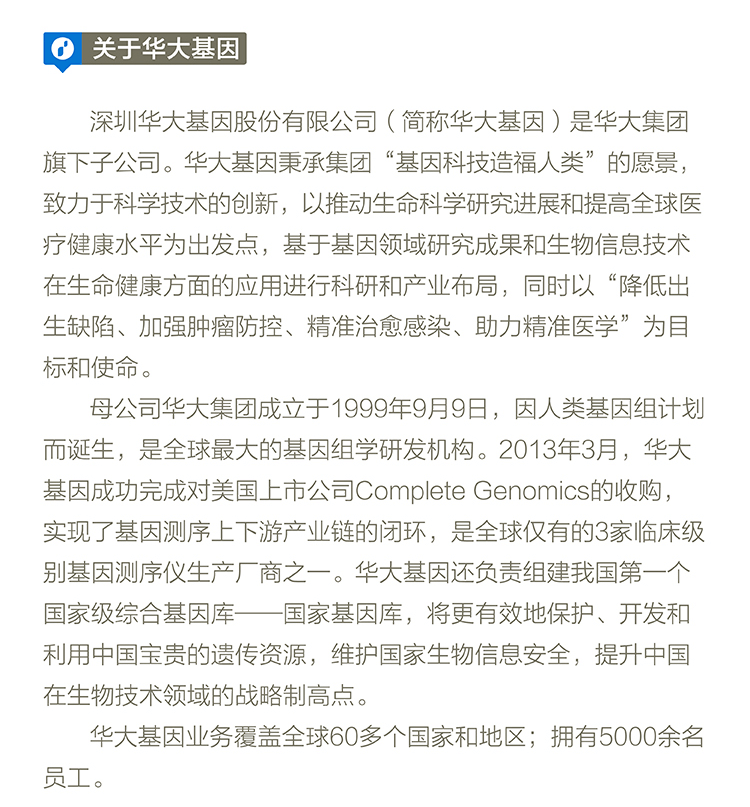 关于华大基因
深圳华大基因股份有限公司（简称华大基因）是华大集团
旗下子公司。华大基因秉承集团“基因科技造福人类”的愿景，
致力于科学技术的创新，以推动生命科学研究进展和提高全球医
疗健康水平为出发点，基于基因领域研究成果和生物信息技术
在生命健康方面的应用进行科研和产业布局，同时以“降低出
生缺陷、加强肿瘤防控、精准治愈感染、助力精准医学”为目
标和使命。
母公司华大集团成立于1999年9月9日，因人类基因组计划
而诞生，是全球最大的基因组学研发机构。2013年3月，华大
基因成功完成对美国上市公司Complete Genomics的收购，
实现了基因测序上下游产业链的闭环，是全球仅有的3家临床级
别基因测序仪生产厂商之一。华大基因还负责组建我国第一个
国家级综合基因库——国家基因库，将更有效地保护、开发和
利用中国宝贵的遗传资源，维护国家生物信息安全，提升中国
在生物技术领域的战略制高点。
华大基因业务覆盖全球60多个国家和地区；拥有5000余名
员工。